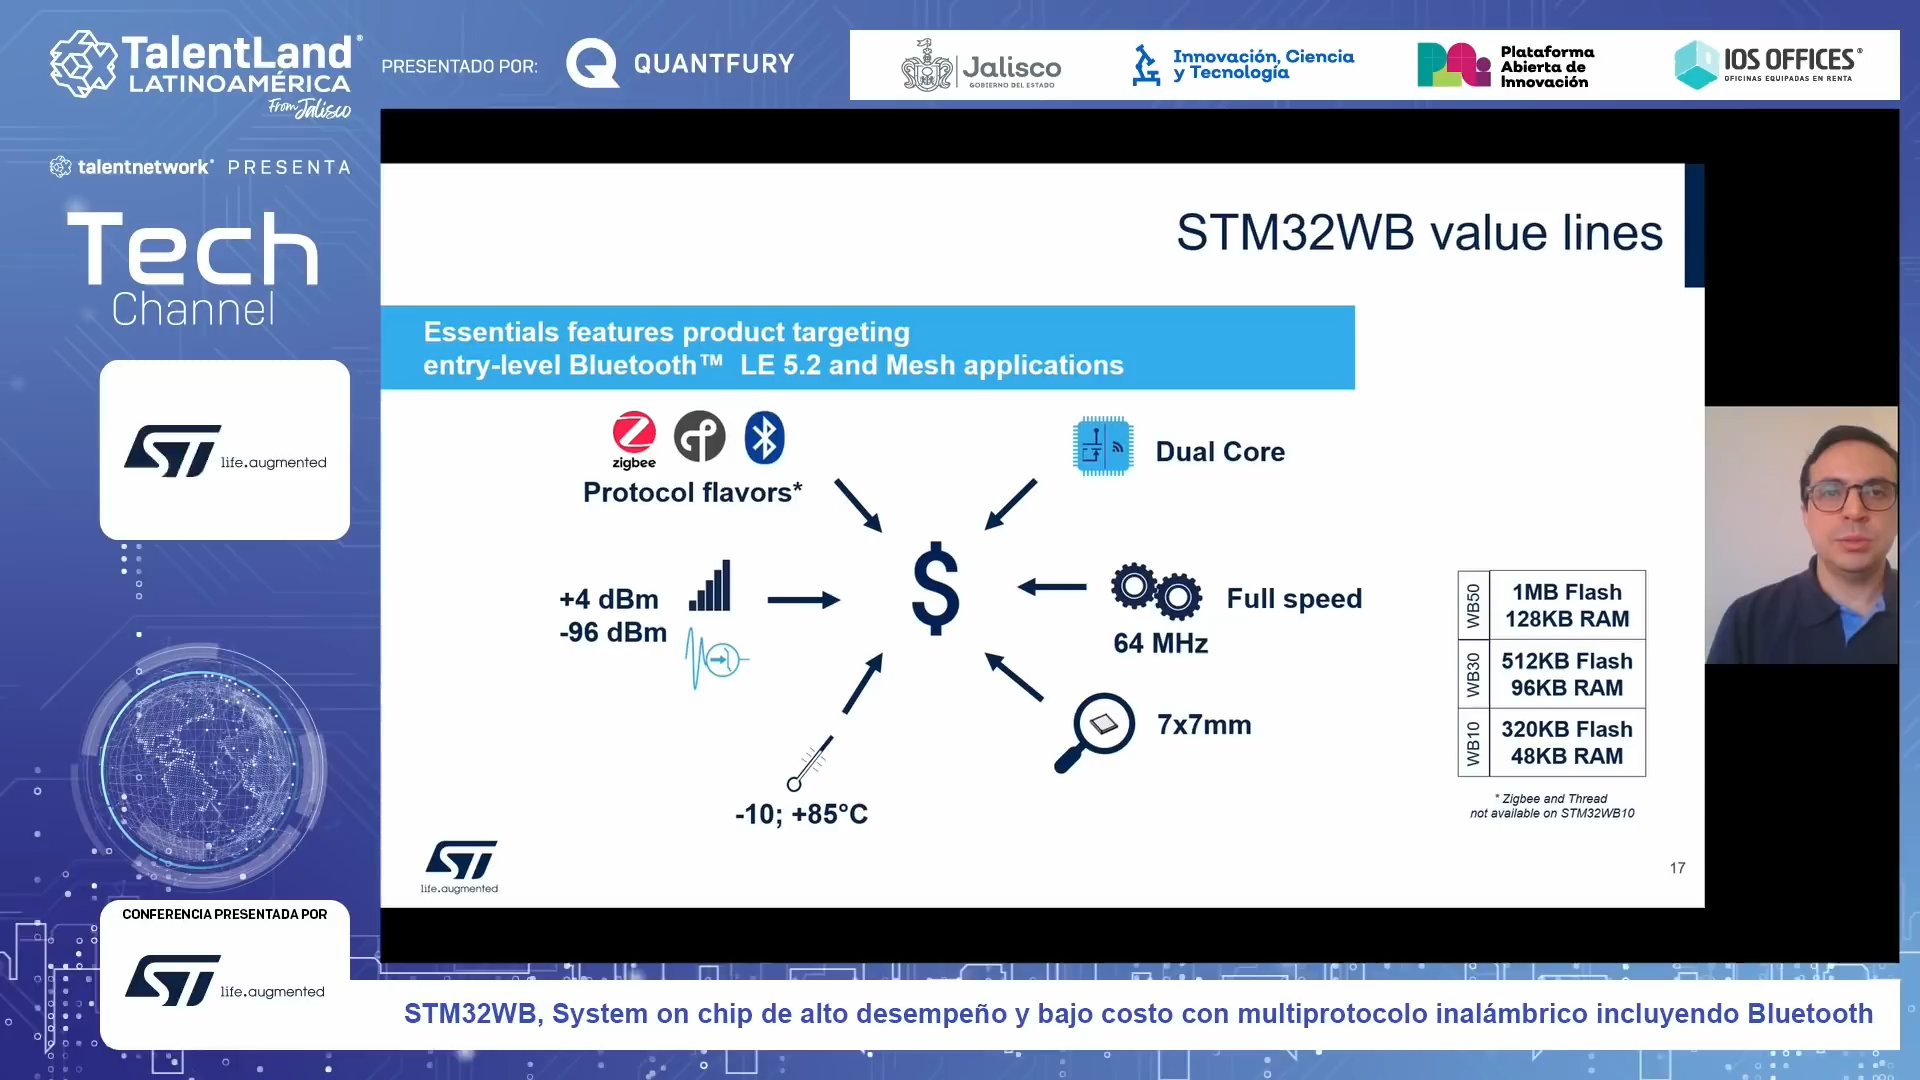 TalentLand®
LATINOAMÉRICA
From Jalisco
PRESENTADO POR:
QUANTFURY
Jalisco
GOBIERNO DEL ESTADO
Innovación, Ciencia
y Tecnología
Plataforma
Abierta de
Innovación
IOS OFFICES®
OFICINAS EQUIPADAS EN RENTA
talentnetwork® PRESENTA
Tech
Channel
ST
life.augmented
STM32WB value lines
Essentials features product targeting
entry-level Bluetooth™ LE 5.2 and Mesh applications
zigbee
Protocol flavors*
Dual Core
+4 dBm
-96 dBm
$
Full speed
64 MHz
7x7mm
-10; +85°C
WB50
1MB Flash
128KB RAM
WB30
512KB Flash
96KB RAM
WB10
320KB Flash
48KB RAM
* Zigbee and Thread
not available on STM32WB10
ST
life.augmented
17
CONFERENCIA PRESENTADA POR
ST
life.augmented
STM32WB, System on chip de alto desempeño y bajo costo con multiprotocolo inalámbrico incluyendo Bluetooth